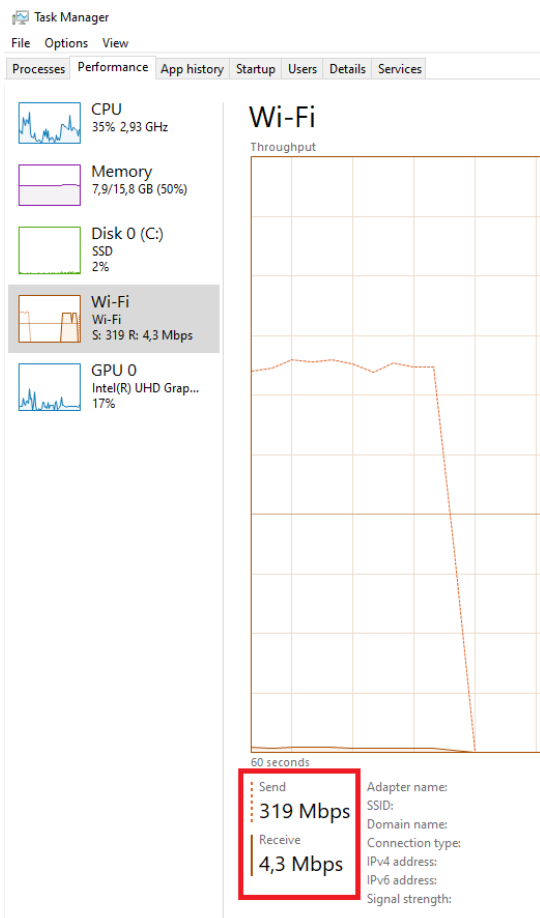 Task Manager
File Options View
Processes Performance App history Startup Users Details Services
CPU
35% 2,93 GHz
Memory
7,9/15,8 GB (50%)
Disk 0 (C:)
SSD
2%
Wi-Fi
Wi-Fi
S: 319 R: 4,3 Mbps
GPU 0
Intel(R) UHD Grap...
17%
Wi-Fi
Throughput
60 seconds
Send
319 Mbps
Receive
4,3 Mbps
Adapter name:
SSID:
Domain name:
Connection type:
IPv4 address:
IPv6 address:
Signal strength: